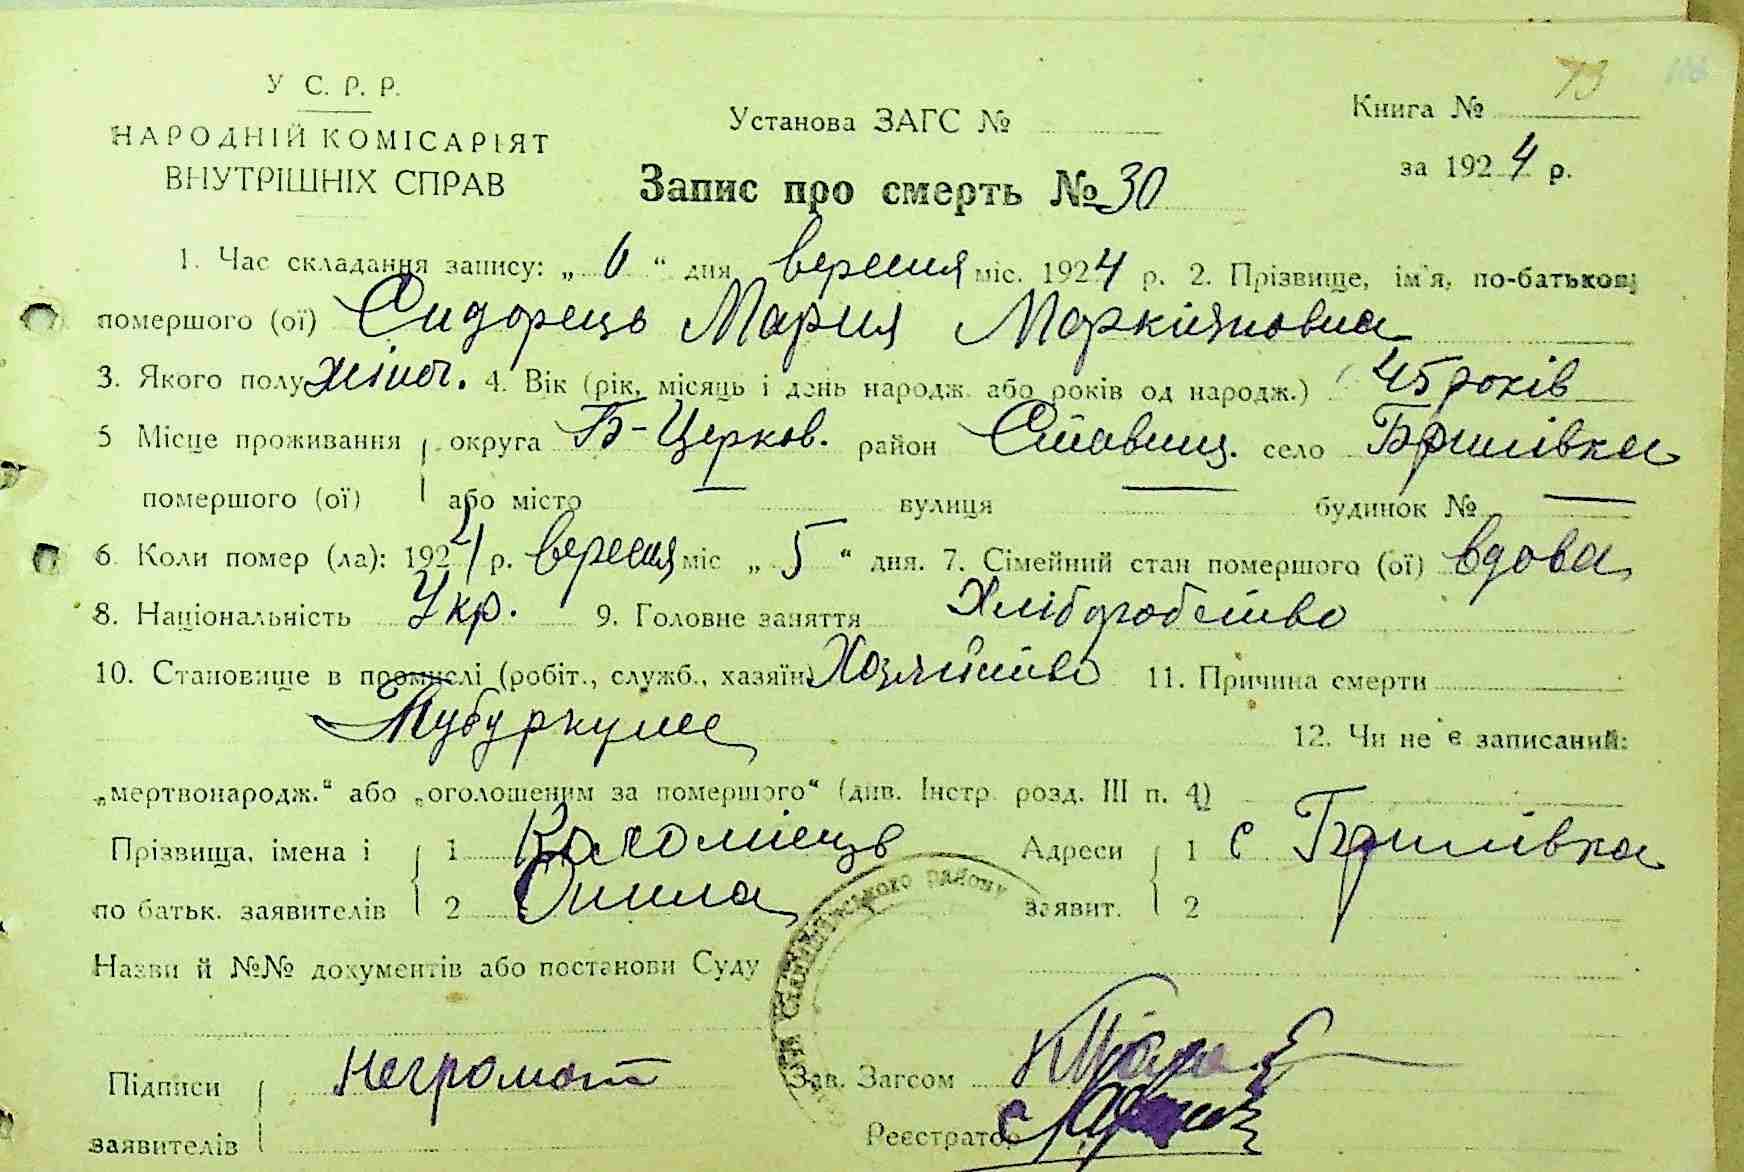 У С. Р. Р.
НАРОДНІЙ КОМІСАРІЯТ
ВНУТРІШНІХ СПРАВ
Установа ЗАГС №
Книга № 73
за 1924 р.
Запис про смерть № 30
1. Час складання запису: „ 6 “ дня вересня міс. 1924 р. 2. Прізвище, ім'я, по-батькові
помершого (ої) Сидорець Мария Маркіяновна
3. Якого полу жіноч. 4. Вік (рік, місяць і день народж. або років од народж.) 45 років
5 Місце проживання округа Б-Церков. район Ставищ. село Брилівка
помершого (ої) або місто — вулиця — будинок № —
6. Коли помер (ла): 1924 р. вересня міс „ 5 “ дня. 7. Сімейний стан помершого (ої) вдова
8. Національність Укр. 9. Головне заняття Хліборобство
10. Становище в промислі (робіт., служб., хазяїн) Хозяйство 11. Причина смерти
Тубуркулез
12. Чи не є записаний:
„мертвонародж.“ або „оголошеним за помершого“ (див. Інстр. розд. III п. 4)
Прізвища, імена і 1 Коломієць Адреси 1 с Брилівка
по батьк. заявителів 2 заявит. 2
Назви й №№ документів або постанови Суду
Підписи Неграмот Зав. Загсом
заявителів Реєстратор
району